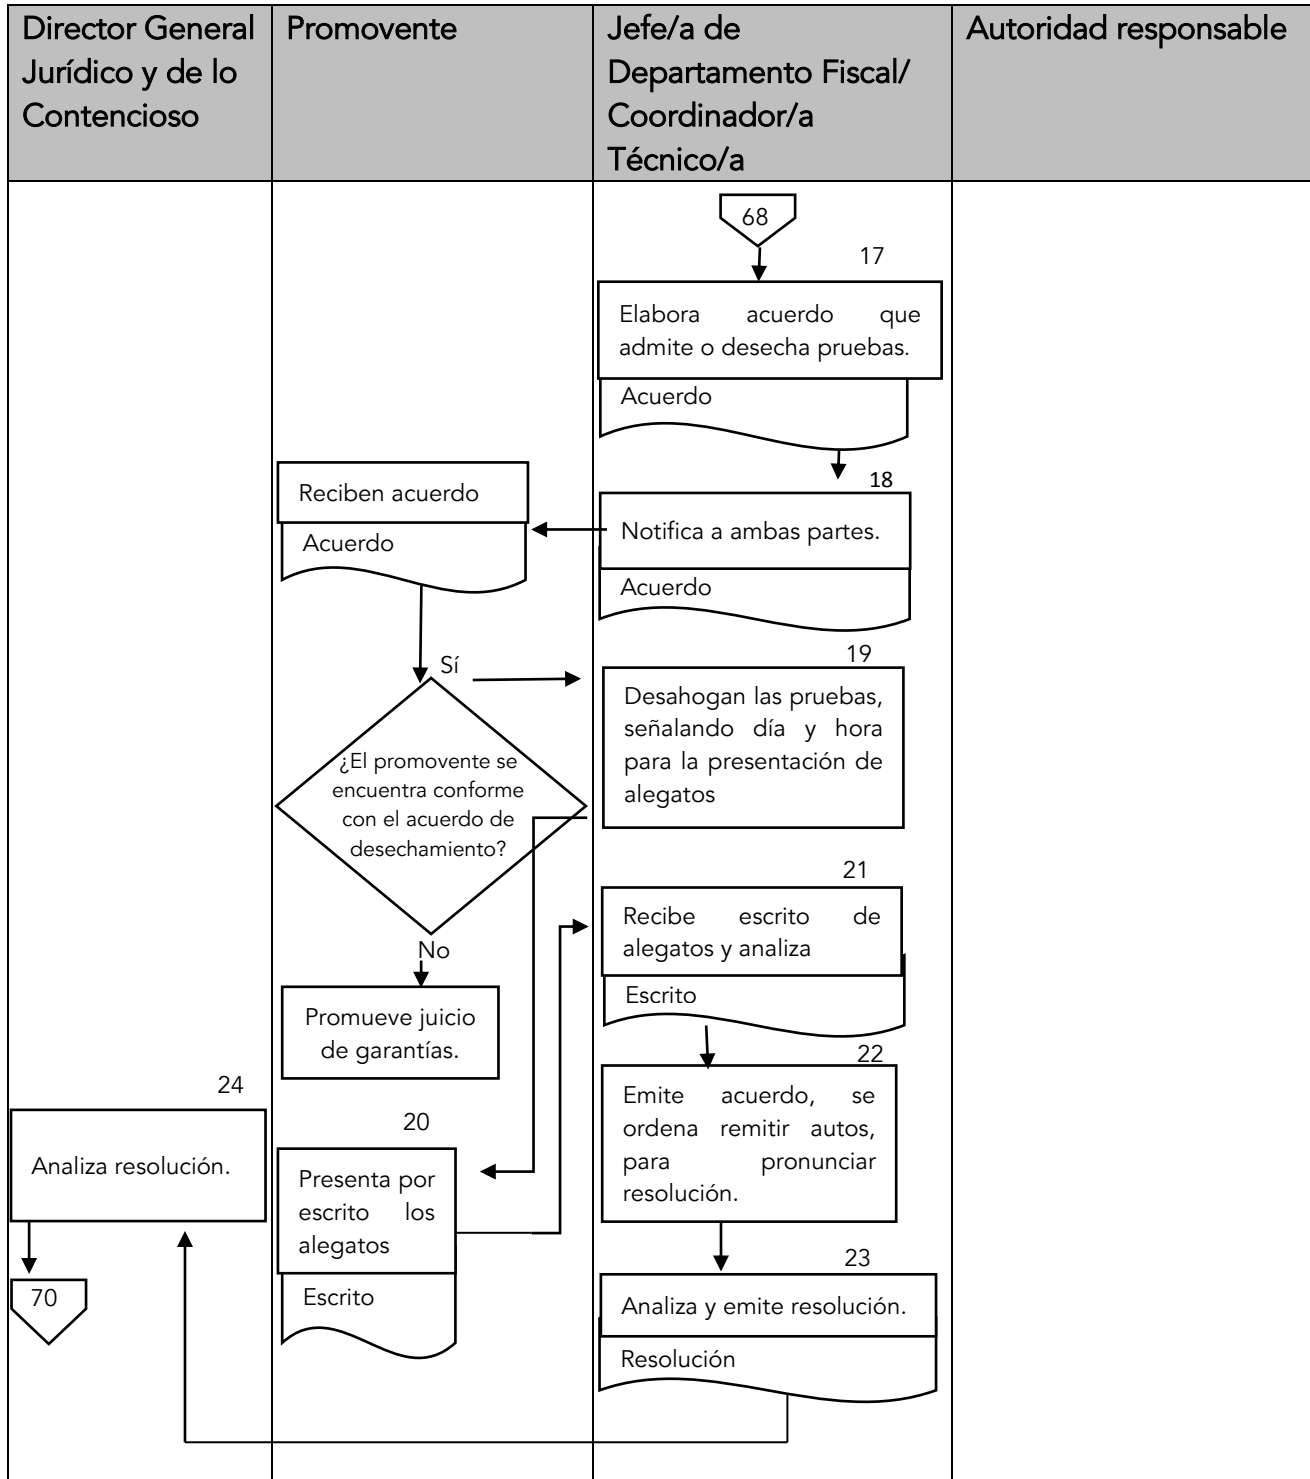 Director General
Jurídico y de lo
Contencioso
Promovente
Jefe/a de
Departamento Fiscal/
Coordinador/a
Técnico/a
Autoridad responsable
68
17
Elabora acuerdo que
admite o desecha pruebas.
Acuerdo
18
Notifica a ambas partes.
Acuerdo
Reciben acuerdo
Acuerdo
Sí
¿El promovente se
encuentra conforme
con el acuerdo de
desechamiento?
No
Promueve juicio
de garantías.
19
Desahogan las pruebas,
señalando día y hora
para la presentación de
alegatos
20
Presenta por
escrito los
alegatos
Escrito
21
Recibe escrito de
alegatos y analiza
Escrito
22
Emite acuerdo, se
ordena remitir autos,
para pronunciar
resolución.
23
Analiza y emite resolución.
Resolución
24
Analiza resolución.
70